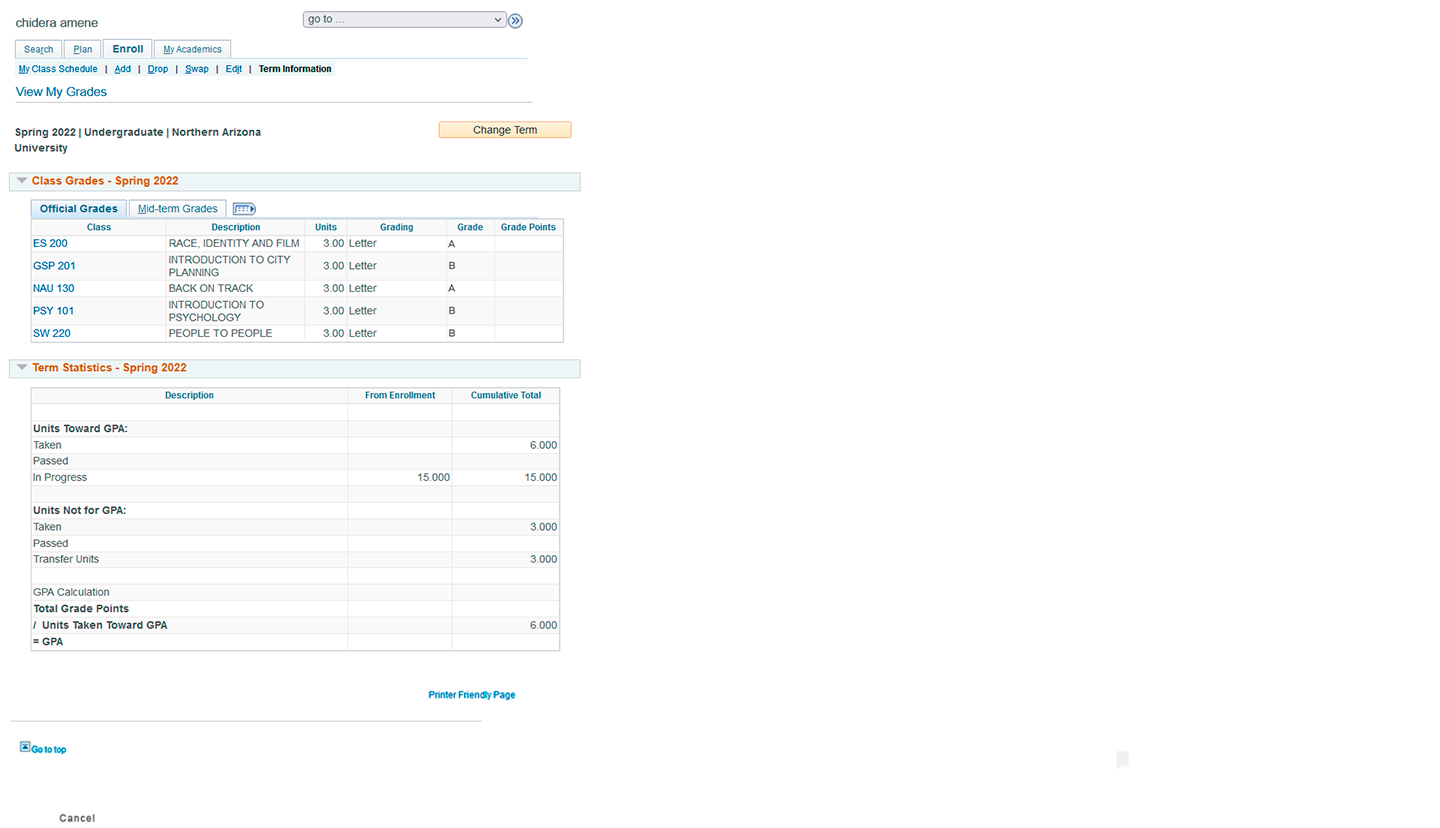 chidera amene
go to ...
Search
Plan
Enroll
My Academics
My Class Schedule | Add | Drop | Swap | Edit | Term Information
View My Grades
Spring 2022 | Undergraduate | Northern Arizona
University
Change Term
Class Grades - Spring 2022
Official Grades
Mid-term Grades
Class Description Units Grading Grade Grade Points
ES 200 RACE, IDENTITY AND FILM 3.00 Letter A
GSP 201 INTRODUCTION TO CITY
PLANNING 3.00 Letter B
NAU 130 BACK ON TRACK 3.00 Letter A
PSY 101 INTRODUCTION TO
PSYCHOLOGY 3.00 Letter B
SW 220 PEOPLE TO PEOPLE 3.00 Letter B
Term Statistics - Spring 2022
Description From Enrollment Cumulative Total
Units Toward GPA:
Taken 6.000
Passed
In Progress 15.000 15.000
Units Not for GPA:
Taken 3.000
Passed
Transfer Units 3.000
GPA Calculation
Total Grade Points
/ Units Taken Toward GPA 6.000
= GPA
Printer Friendly Page
Go to top
Cancel